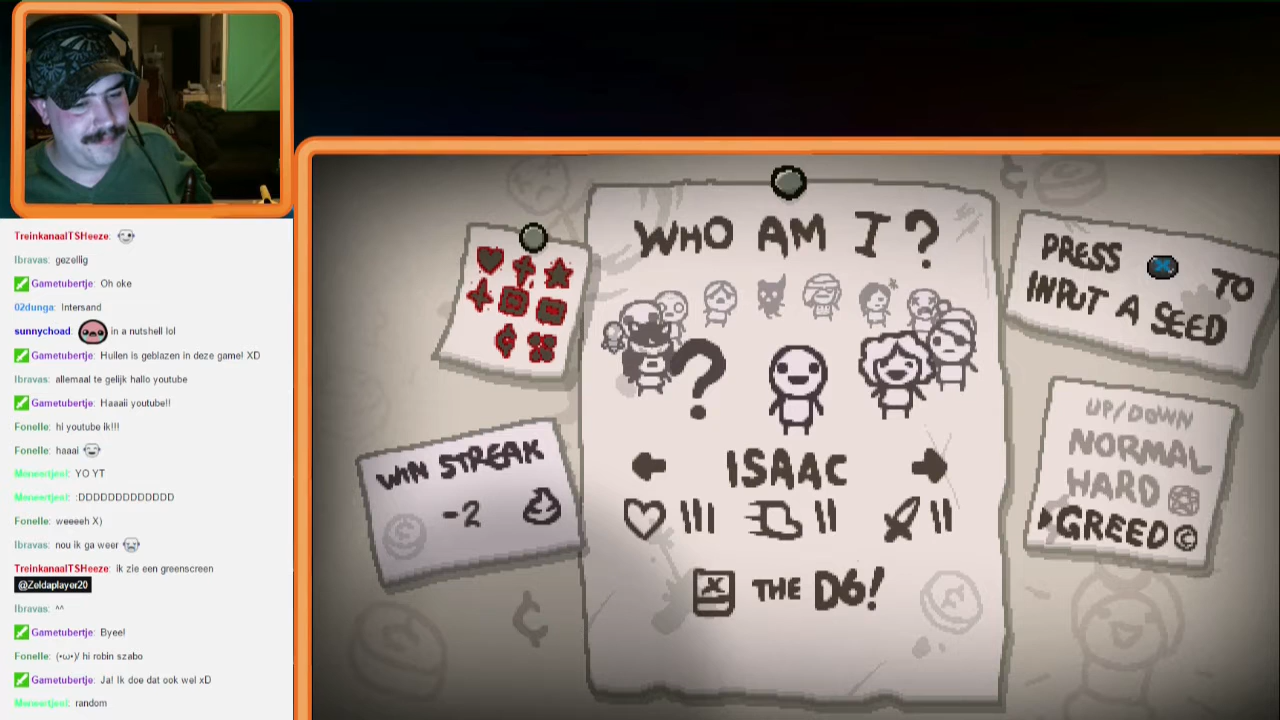 TreinkanaalTSHeeze:
Ibravas: gezellig
Gametubertje: Oh oke
02dunga: Intersand
sunnychoad: in a nutshell lol
Gametubertje: Huilen is geblazen in deze game! XD
Ibravas: allemaal te gelijk hallo youtube
Gametubertje: Haaaii youtube!!
Fonelle: hi youtube ik!!!
Fonelle: haaai
YO YT
:DDDDDDDDDDDDD
Fonelle: weeeeh X)
Ibravas: nou ik ga weer
TreinkanaalTSHeeze: ik zie een greenscreen
@Zeldaplayer20
Ibravas: ^^
Gametubertje: Byee!
Fonelle: (•ω•)/ hi robin szabo
Gametubertje: Ja! Ik doe dat ook wel xD
random
WHO AM I?
ISAAC
THE D6!
WIN STREAK
-2
PRESS X TO
INPUT A SEED
UP/DOWN
NORMAL
HARD
GREED